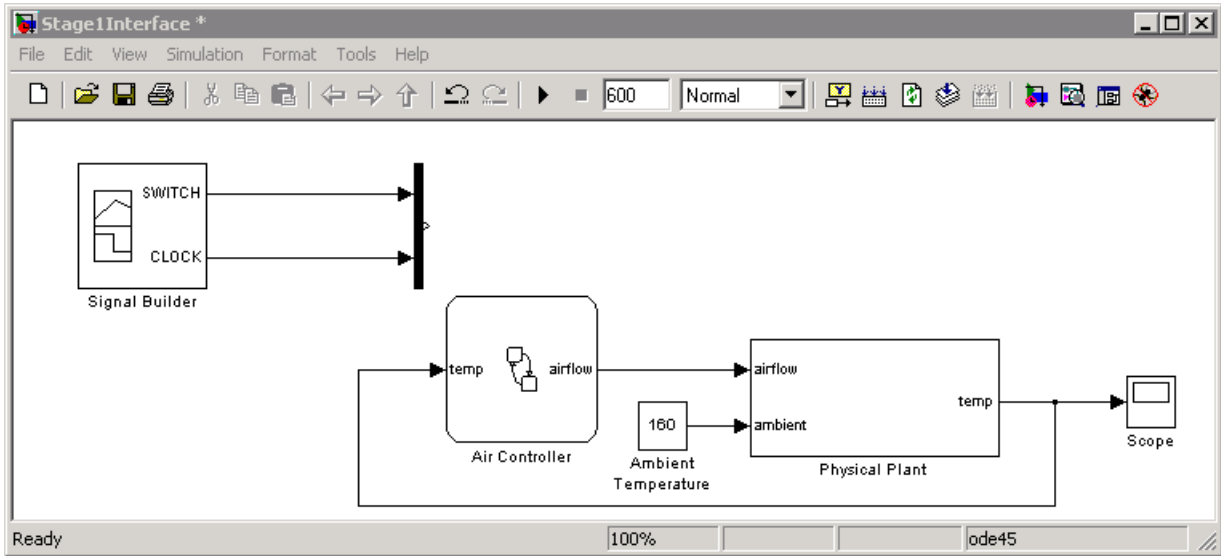 Stage1Interface *
File Edit View Simulation Format Tools Help
600 Normal
SWITCH
CLOCK
Signal Builder
temp airflow
Air Controller
160
Ambient
Temperature
airflow
temp
ambient
Physical Plant
Scope
Ready 100% ode45